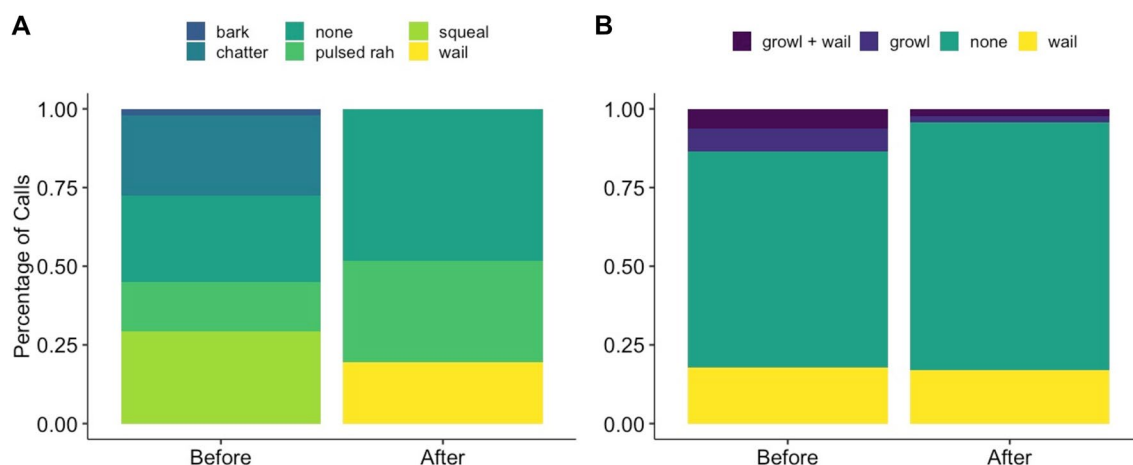 A
bark
none
squeal
chatter
pulsed rah
wail
Percentage of Calls
1.00
0.75
0.50
0.25
0.00
Before
After
B
growl + wail
growl
none
wail
1.00
0.75
0.50
0.25
0.00
Before
After